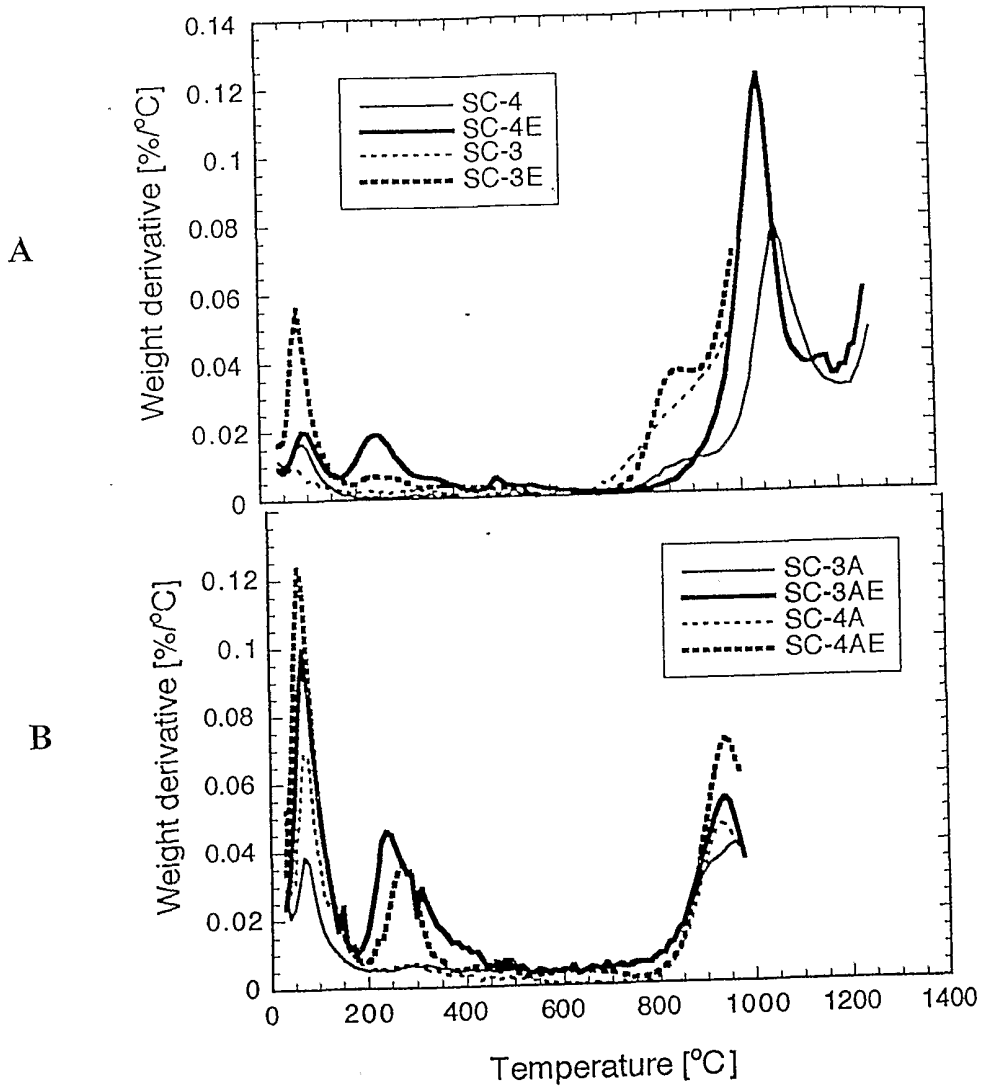 A
Weight derivative [%/°C]
0.14
0.12
0.1
0.08
0.06
0.04
0.02
0
SC-4
SC-4E
SC-3
SC-3E
B
Weight derivative [%/°C]
0.12
0.1
0.08
0.06
0.04
0.02
0
SC-3A
SC-3AE
SC-4A
SC-4AE
0 200 400 600 800 1000 1200 1400
Temperature [°C]